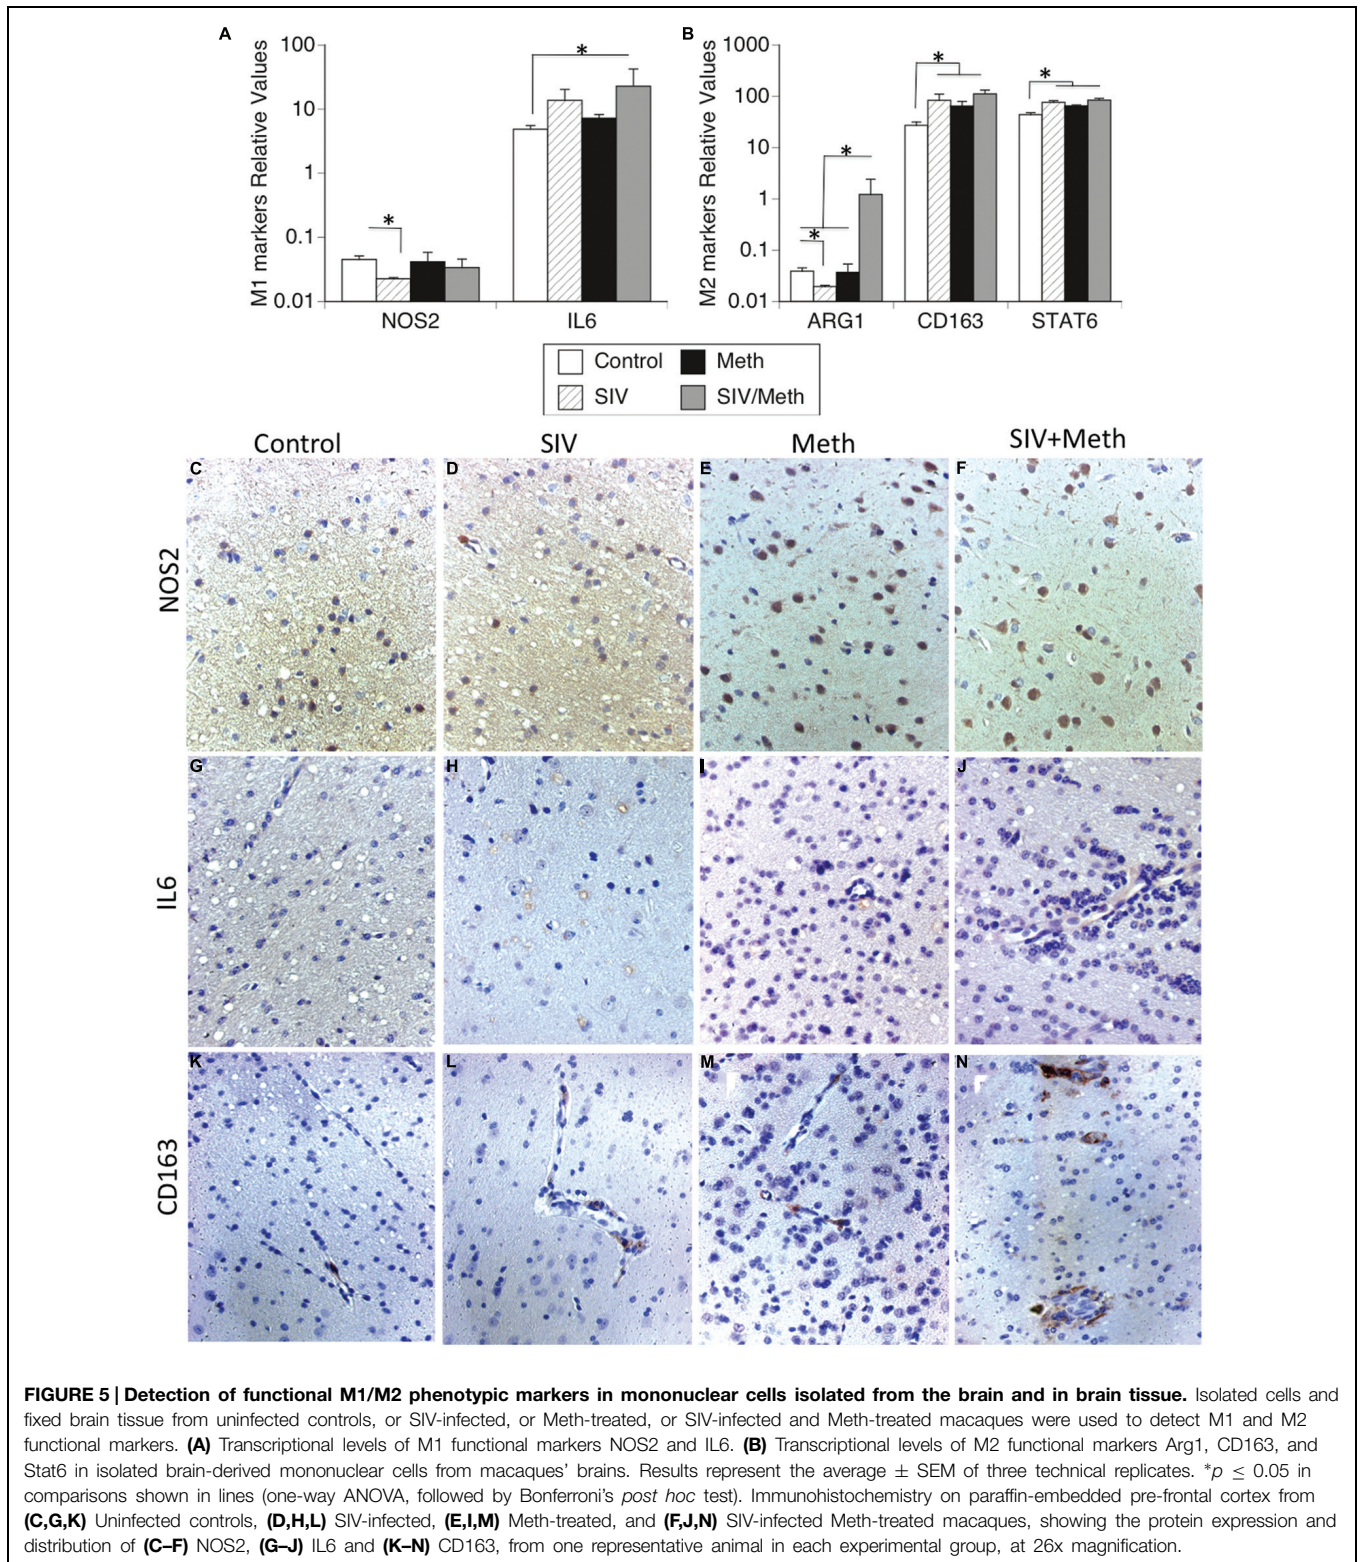 A
B
M1 markers Relative Values
100
10
1
0.1
0.01
*
*
NOS2
IL6
M2 markers Relative Values
1000
100
10
1
0.1
0.01
*
*
*
*
ARG1
CD163
STAT6
Control
Meth
SIV
SIV/Meth
Control
SIV
Meth
SIV+Meth
NOS2
C
D
E
F
IL6
G
H
I
J
CD163
K
L
M
N
FIGURE 5 | Detection of functional M1/M2 phenotypic markers in mononuclear cells isolated from the brain and in brain tissue. Isolated cells and
fixed brain tissue from uninfected controls, or SIV-infected, or Meth-treated, or SIV-infected and Meth-treated macaques were used to detect M1 and M2
functional markers. (A) Transcriptional levels of M1 functional markers NOS2 and IL6. (B) Transcriptional levels of M2 functional markers Arg1, CD163, and
Stat6 in isolated brain-derived mononuclear cells from macaques' brains. Results represent the average ± SEM of three technical replicates. *p ≤ 0.05 in
comparisons shown in lines (one-way ANOVA, followed by Bonferroni's post hoc test). Immunohistochemistry on paraffin-embedded pre-frontal cortex from
(C,G,K) Uninfected controls, (D,H,L) SIV-infected, (E,I,M) Meth-treated, and (F,J,N) SIV-infected Meth-treated macaques, showing the protein expression and
distribution of (C–F) NOS2, (G–J) IL6 and (K–N) CD163, from one representative animal in each experimental group, at 26x magnification.